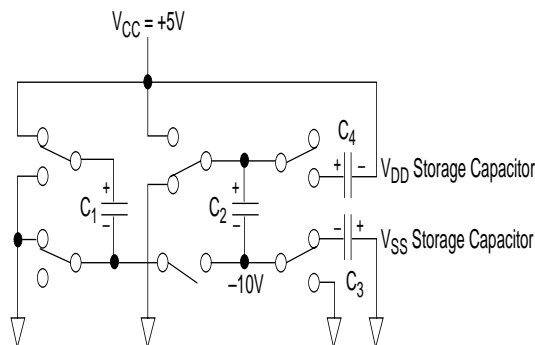 VCC = +5V
C4
+ −
VDD Storage Capacitor
+
C1
−
+
C2
−
− +
VSS Storage Capacitor
–10V
C3